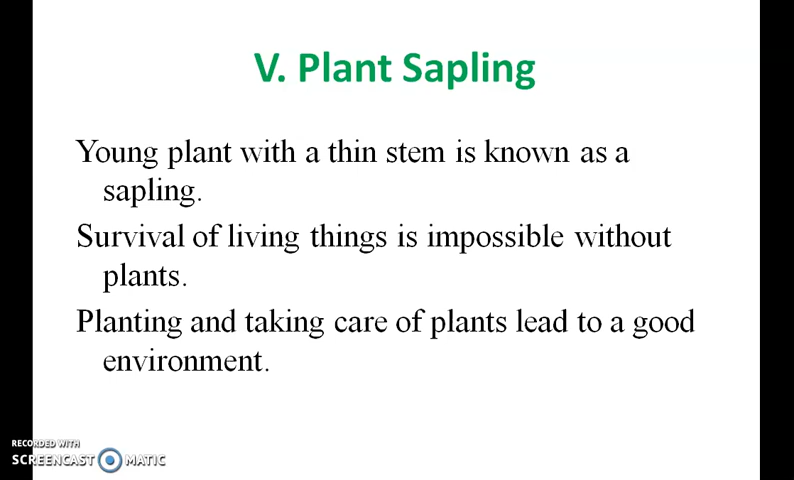 V. Plant Sapling
Young plant with a thin stem is known as a
sapling.
Survival of living things is impossible without
plants.
Planting and taking care of plants lead to a good
environment.
RECORDED WITH
SCREENCAST MATIC